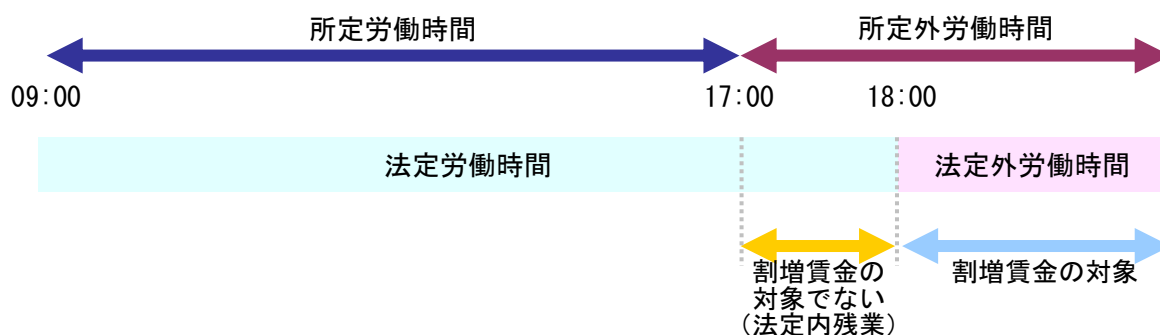 所定労働時間
所定外労働時間
09:00
17:00
18:00
法定労働時間
法定外労働時間
割増賃金の
対象でない
(法定内残業)
割増賃金の対象